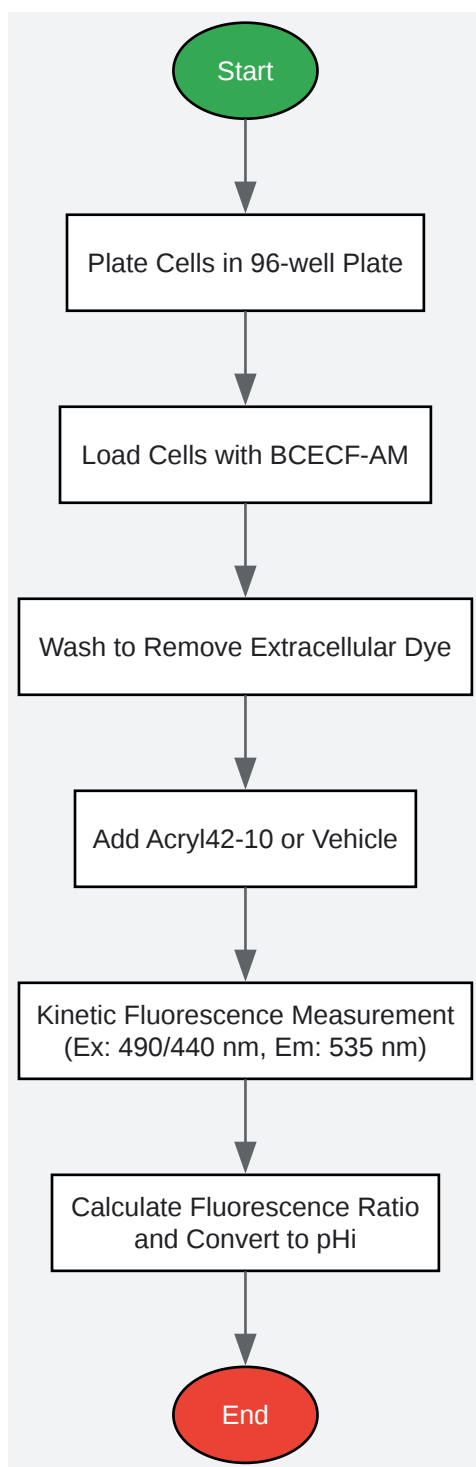 Start
Plate Cells in 96-well Plate
Load Cells with BCECF-AM
Wash to Remove Extracellular Dye
Add Acryl42-10 or Vehicle
Kinetic Fluorescence Measurement
(Ex: 490/440 nm, Em: 535 nm)
Calculate Fluorescence Ratio
and Convert to pHi
End